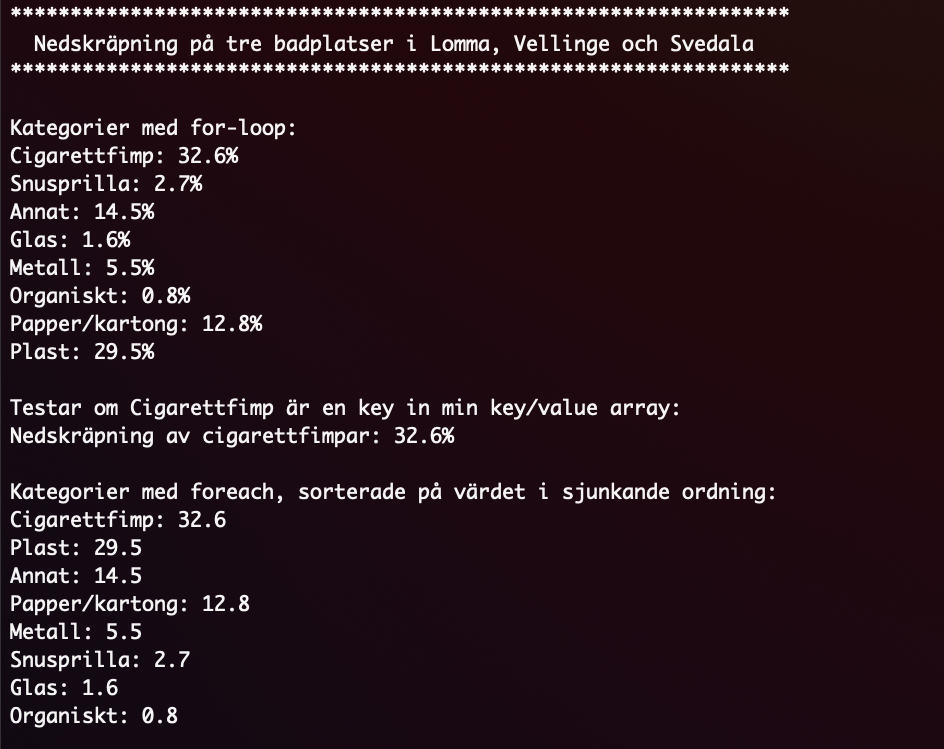 *****************************************************************
Nedskräpning på tre badplatser i Lomma, Vellinge och Svedala
*****************************************************************
Kategorier med for-loop:
Cigarettfimp: 32.6%
Snusprilla: 2.7%
Annat: 14.5%
Glas: 1.6%
Metall: 5.5%
Organiskt: 0.8%
Papper/kartong: 12.8%
Plast: 29.5%
Testar om Cigarettfimp är en key in min key/value array:
Nedskräpning av cigarettfimpar: 32.6%
Kategorier med foreach, sorterade på värdet i sjunkande ordning:
Cigarettfimp: 32.6
Plast: 29.5
Annat: 14.5
Papper/kartong: 12.8
Metall: 5.5
Snusprilla: 2.7
Glas: 1.6
Organiskt: 0.8